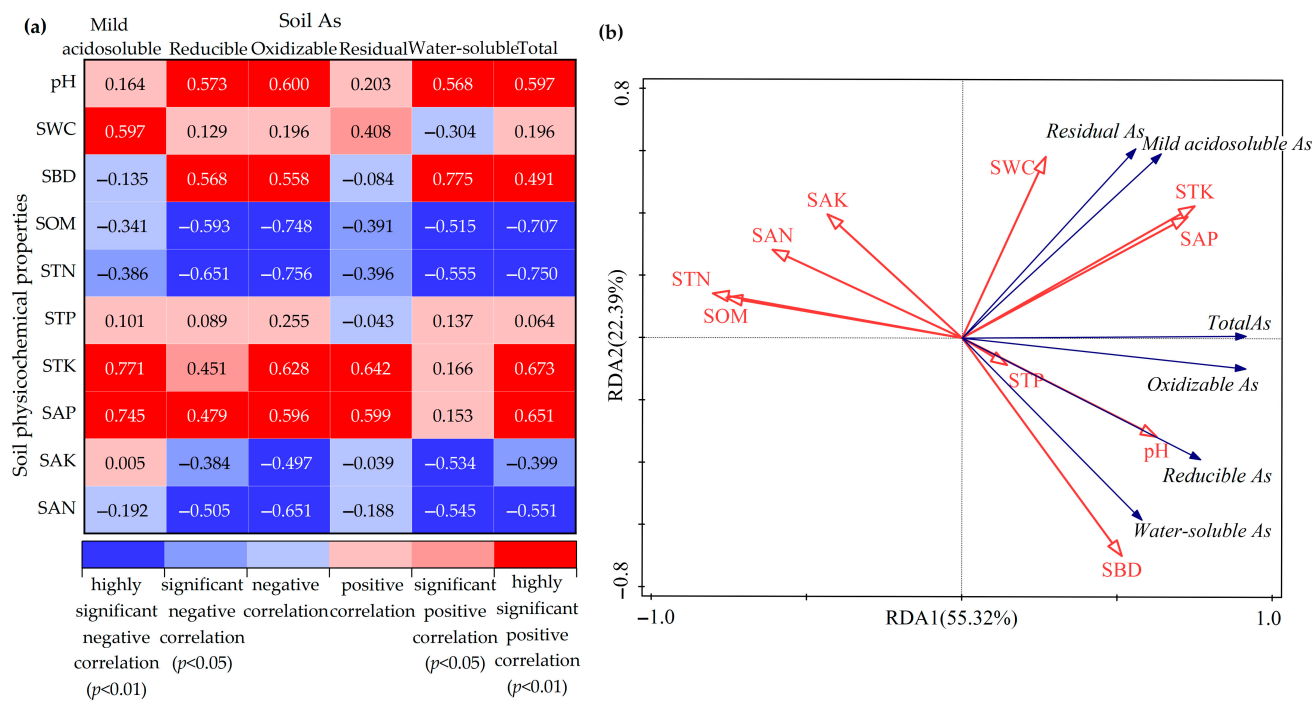 (a)
Soil As
Mild
acidosoluble Reducible Oxidizable Residual Water-soluble Total
Soil physicochemical properties
pH 0.164 0.573 0.600 0.203 0.568 0.597
SWC 0.597 0.129 0.196 0.408 −0.304 0.196
SBD −0.135 0.568 0.558 −0.084 0.775 0.491
SOM −0.341 −0.593 −0.748 −0.391 −0.515 −0.707
STN −0.386 −0.651 −0.756 −0.396 −0.555 −0.750
STP 0.101 0.089 0.255 −0.043 0.137 0.064
STK 0.771 0.451 0.628 0.642 0.166 0.673
SAP 0.745 0.479 0.596 0.599 0.153 0.651
SAK 0.005 −0.384 −0.497 −0.039 −0.534 −0.399
SAN −0.192 −0.505 −0.651 −0.188 −0.545 −0.551
highly
significant
negative
correlation
(p<0.01)
significant
negative
correlation
(p<0.05)
negative
correlation
positive
correlation
significant
positive
correlation
(p<0.05)
highly
significant
positive
correlation
(p<0.01)
(b)
0.8
RDA2(22.39%)
−0.8
Residual As
Mild acidosoluble As
SWC
STK
SAK
SAP
SAN
STN
SOM
TotalAs
STP
Oxidizable As
pH
Reducible As
Water-soluble As
SBD
−1.0
RDA1(55.32%)
1.0